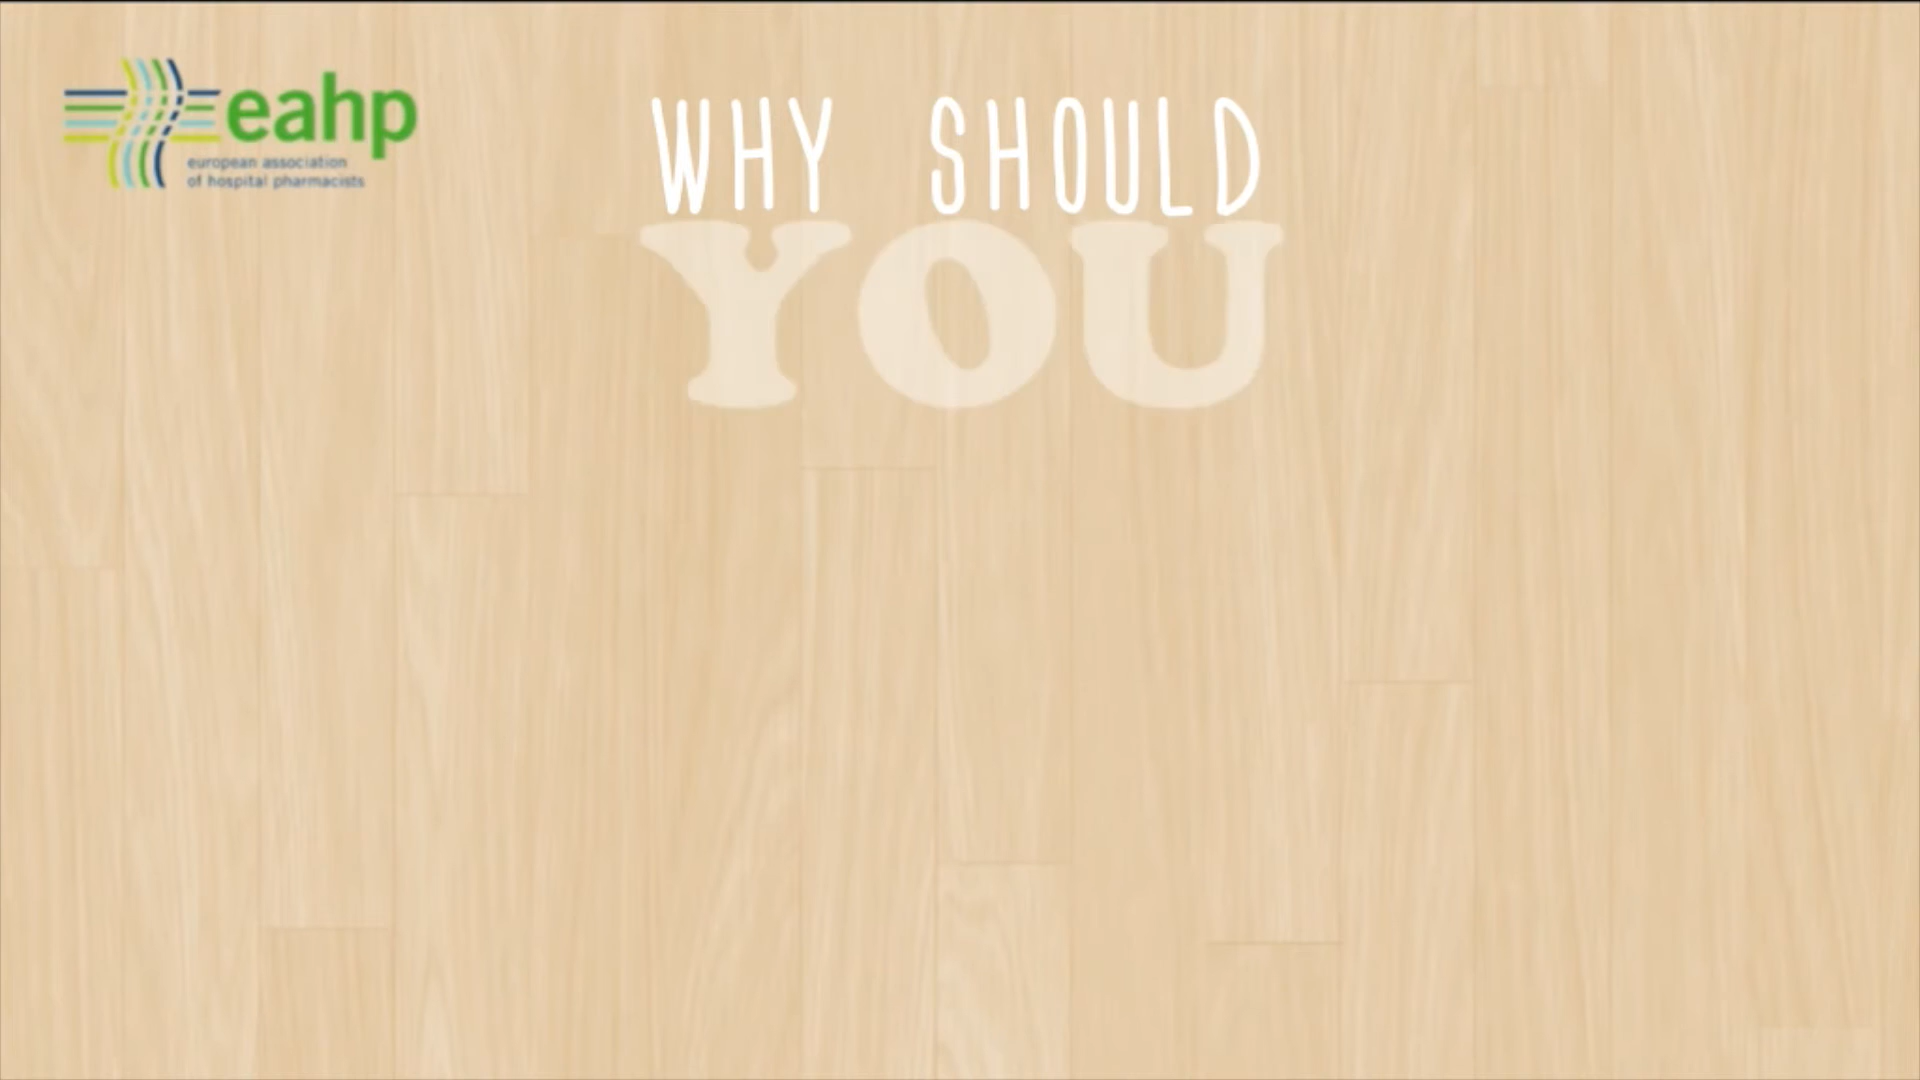 eahp
european association
of hospital pharmacists
WHY SHOULD
YOU